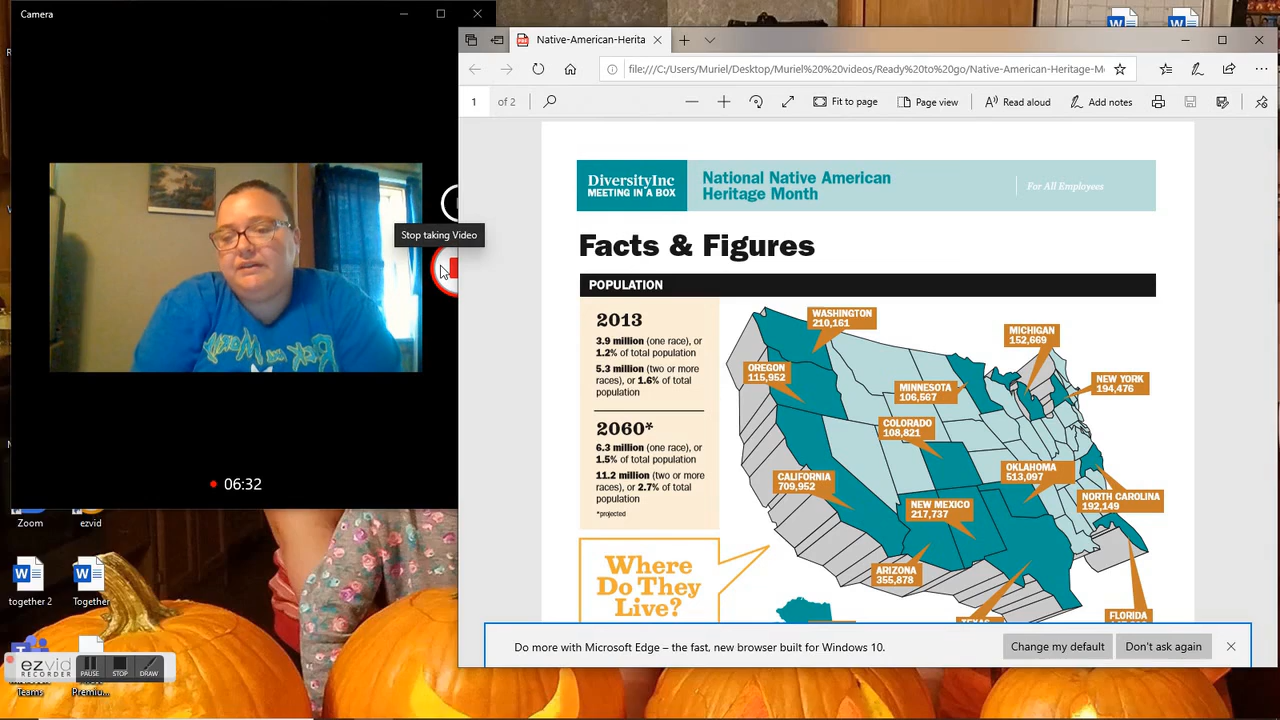 Camera
Stop taking Video
06:32
Zoom
ezvid
together 2
Together
ezvid
RECORDER
PAUSE
STOP
DRAW
Teams
Premiu...
Native-American-Herita
file:///C:/Users/Muriel/Desktop/Muriel%20%20videos/Ready%20to%20go/Native-American-Heritage-M
1
of 2
Fit to page
Page view
Read aloud
Add notes
DiversityInc
MEETING IN A BOX
National Native American
Heritage Month
For All Employees
Facts & Figures
POPULATION
2013
3.9 million (one race), or
1.2% of total population
5.3 million (two or more
races), or 1.6% of total
population
2060*
6.3 million (one race), or
1.5% of total population
11.2 million (two or more
races), or 2.7% of total
population
*projected
Where
Do They
Live?
WASHINGTON
210,161
MICHIGAN
152,669
OREGON
115,952
NEW YORK
194,476
MINNESOTA
106,567
COLORADO
108,821
OKLAHOMA
513,097
CALIFORNIA
709,952
NORTH CAROLINA
192,149
NEW MEXICO
217,737
ARIZONA
355,878
FLORIDA
TEXAS
Do more with Microsoft Edge – the fast, new browser built for Windows 10.
Change my default
Don't ask again